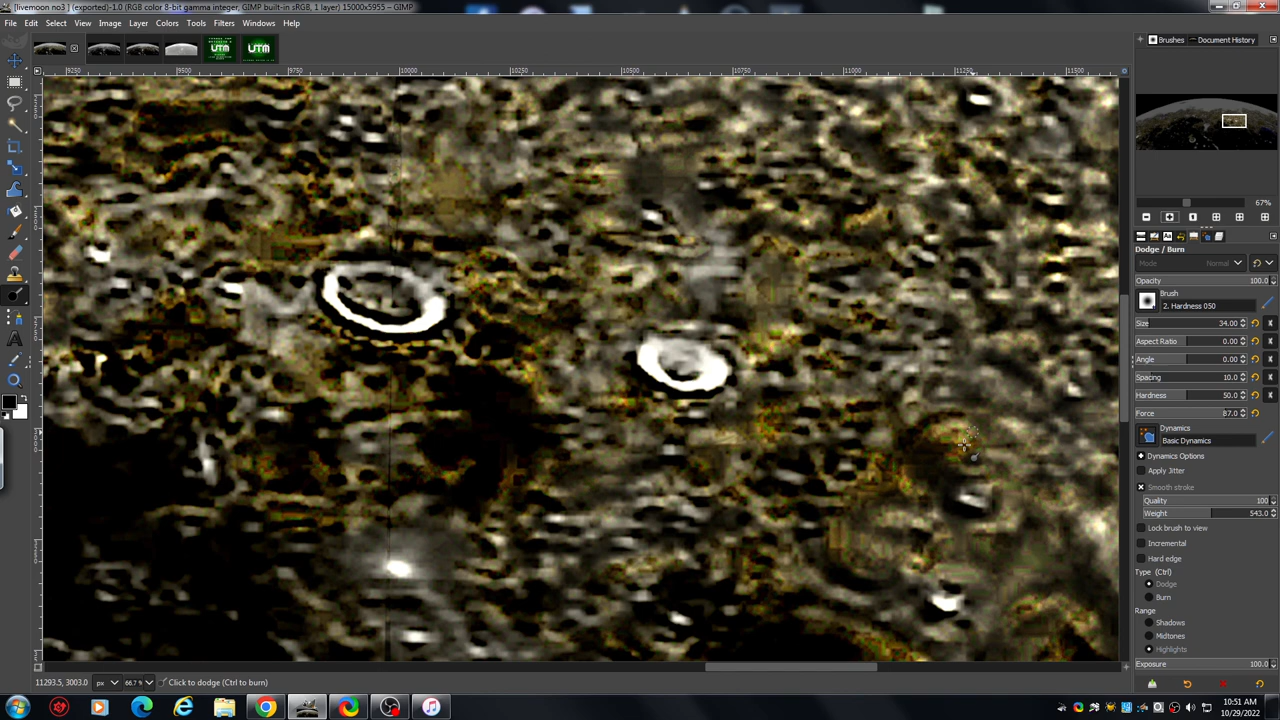 [livemoon no3 ] (exported)-1.0 (RGB color 8-bit gamma integer, GIMP built-in sRGB, 1 layer) 15000x5955 – GIMP
File Edit Select View Image Layer Colors Tools Filters Windows Help
UTM UTM
Brushes Document History
9250 9500 9750 10000 10250 10500 10750 11000 11250 11500
67%
Dodge / Burn
Mode Normal
Opacity 100.0
Brush
2. Hardness 050
Size 34.00
Aspect Ratio 0.00
Angle 0.00
Spacing 10.0
Hardness 50.0
Force 87.0
Dynamics
Basic Dynamics
Dynamics Options
Apply Jitter
Smooth stroke
Quality 100
Weight 543.0
Lock brush to view
Incremental
Hard edge
Type (Ctrl)
Dodge
Burn
Range
Shadows
Midtones
Highlights
Exposure 100.0
11293.5, 3003.0 px 66.7 % Click to dodge (Ctrl to burn)
10:51 AM
10/29/2022